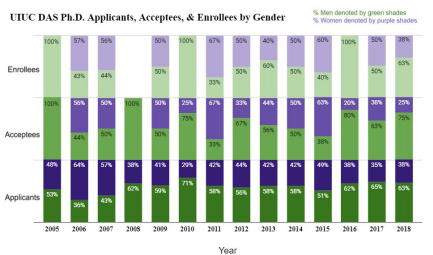 UIUC DAS Ph.D. Applicants, Acceptees, & Enrollees by Gender
% Men denoted by green shades
% Women denoted by purple shades
57% 56% 50% 67% 50% 40% 50% 60% 50% 38%
Enrollees
100% 43% 44% 50% 100% 33% 50% 60% 50% 40% 100% 50% 63%
56% 50% 50% 25% 67% 33% 44% 50% 63% 20% 38% 25%
Acceptees
100% 44% 50% 100% 50% 75% 33% 67% 56% 50% 38% 80% 63% 75%
48% 64% 57% 38% 41% 29% 42% 44% 42% 42% 49% 38% 35% 38%
Applicants
53% 36% 43% 62% 59% 71% 58% 56% 58% 58% 51% 62% 65% 63%
2005 2006 2007 2008 2009 2010 2011 2012 2013 2014 2015 2016 2017 2018
Year